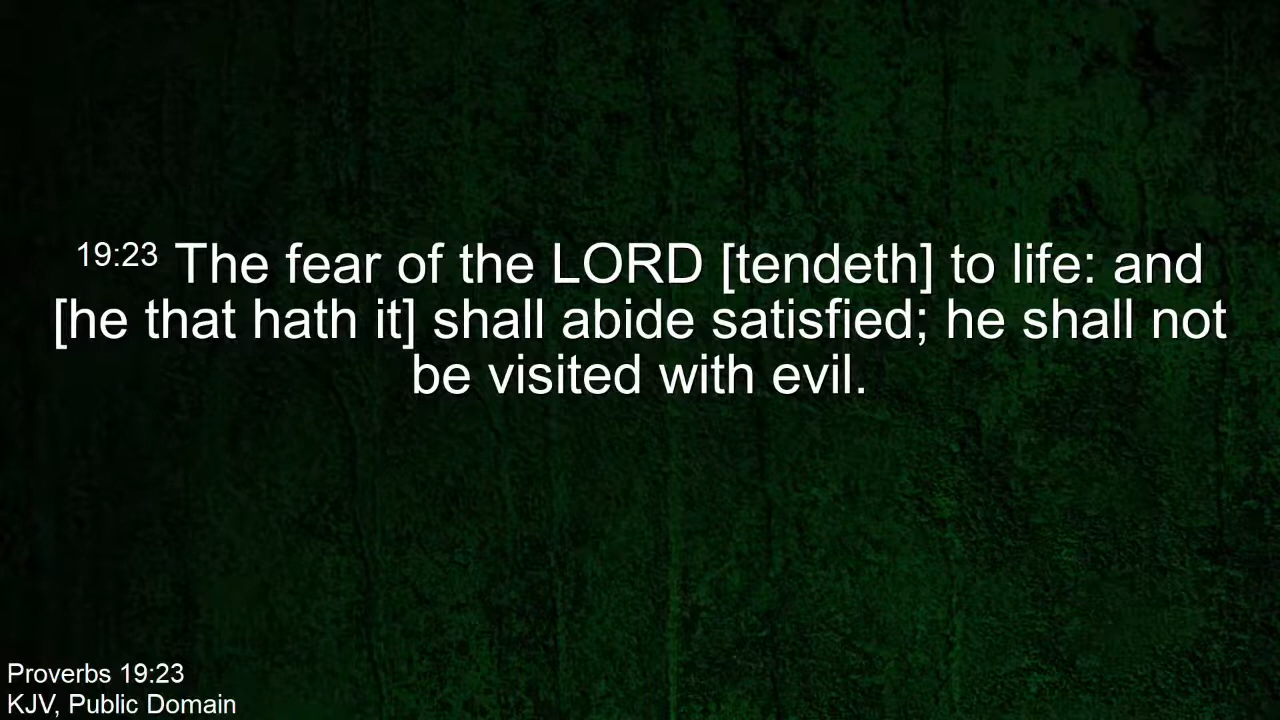 19:23 The fear of the LORD [tendeth] to life: and
[he that hath it] shall abide satisfied; he shall not
be visited with evil.
Proverbs 19:23
KJV, Public Domain